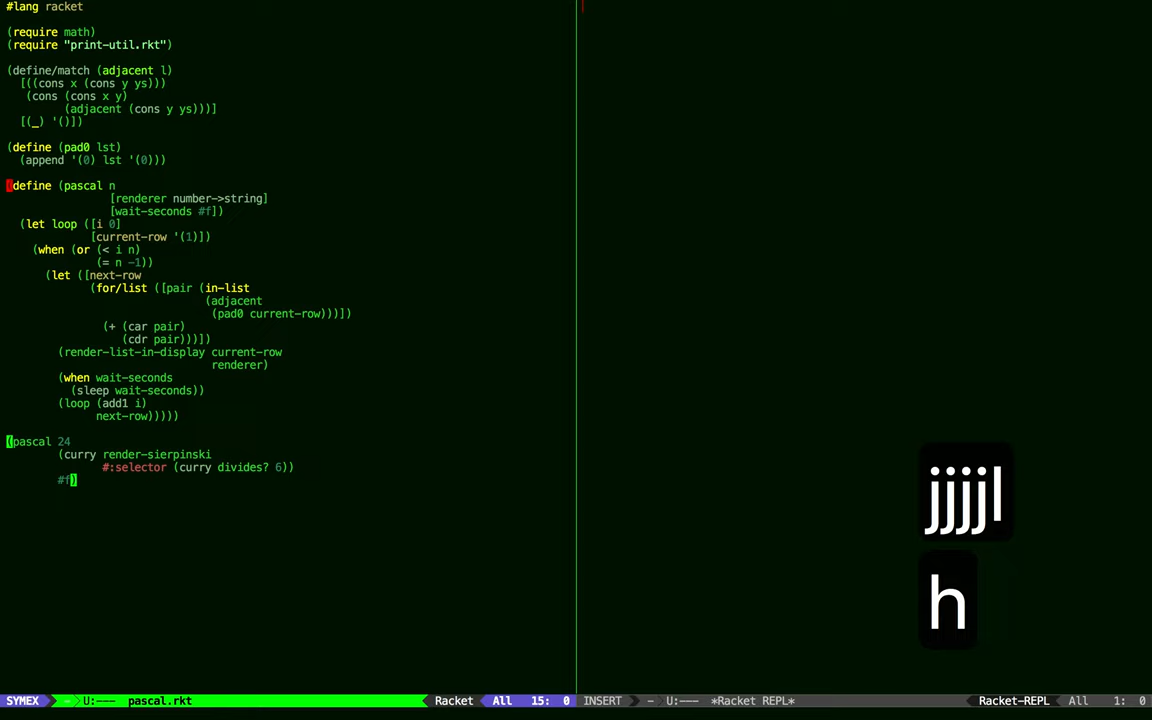 #lang racket
(require math)
(require "print-util.rkt")
(define/match (adjacent l)
  [((cons x (cons y ys)))
   (cons (cons x y)
         (adjacent (cons y ys)))]
  [(_) '()])
(define (pad0 lst)
  (append '(0) lst '(0)))
(define (pascal n
                [renderer number->string]
                [wait-seconds #f])
  (let loop ([i 0]
             [current-row '(1)])
    (when (or (< i n)
              (= n -1))
      (let ([next-row
             (for/list ([pair (in-list
                               (adjacent
                                (pad0 current-row)))])
               (+ (car pair)
                  (cdr pair)))])
        (render-list-in-display current-row
                                renderer)
        (when wait-seconds
          (sleep wait-seconds))
        (loop (add1 i)
              next-row)))))
(pascal 24
        (curry render-sierpinski
               #:selector (curry divides? 6))
        #f)
jjjjl
h
SYMEX - U:--- pascal.rkt Racket All 15: 0 INSERT - U:--- *Racket REPL* Racket-REPL All 1: 0